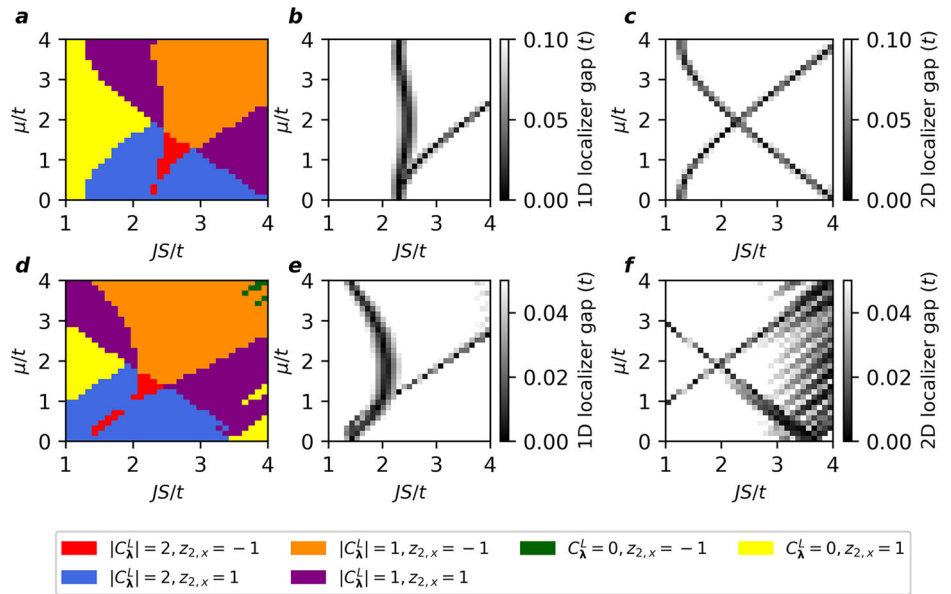 a
b
c
4
3
2
1
0
μ/t
1 2 3 4
JS/t
4
3
2
1
0
μ/t
1 2 3 4
JS/t
0.10
0.05
0.00
1D localizer gap (t)
4
3
2
1
0
μ/t
1 2 3 4
JS/t
0.10
0.05
0.00
2D localizer gap (t)
d
e
f
4
3
2
1
0
μ/t
1 2 3 4
JS/t
4
3
2
1
0
μ/t
1 2 3 4
JS/t
0.04
0.02
0.00
1D localizer gap (t)
4
3
2
1
0
μ/t
1 2 3 4
JS/t
0.04
0.02
0.00
2D localizer gap (t)
|C_λ^L| = 2, z_{2,x} = −1
|C_λ^L| = 1, z_{2,x} = −1
C_λ^L = 0, z_{2,x} = −1
C_λ^L = 0, z_{2,x} = 1
|C_λ^L| = 2, z_{2,x} = 1
|C_λ^L| = 1, z_{2,x} = 1